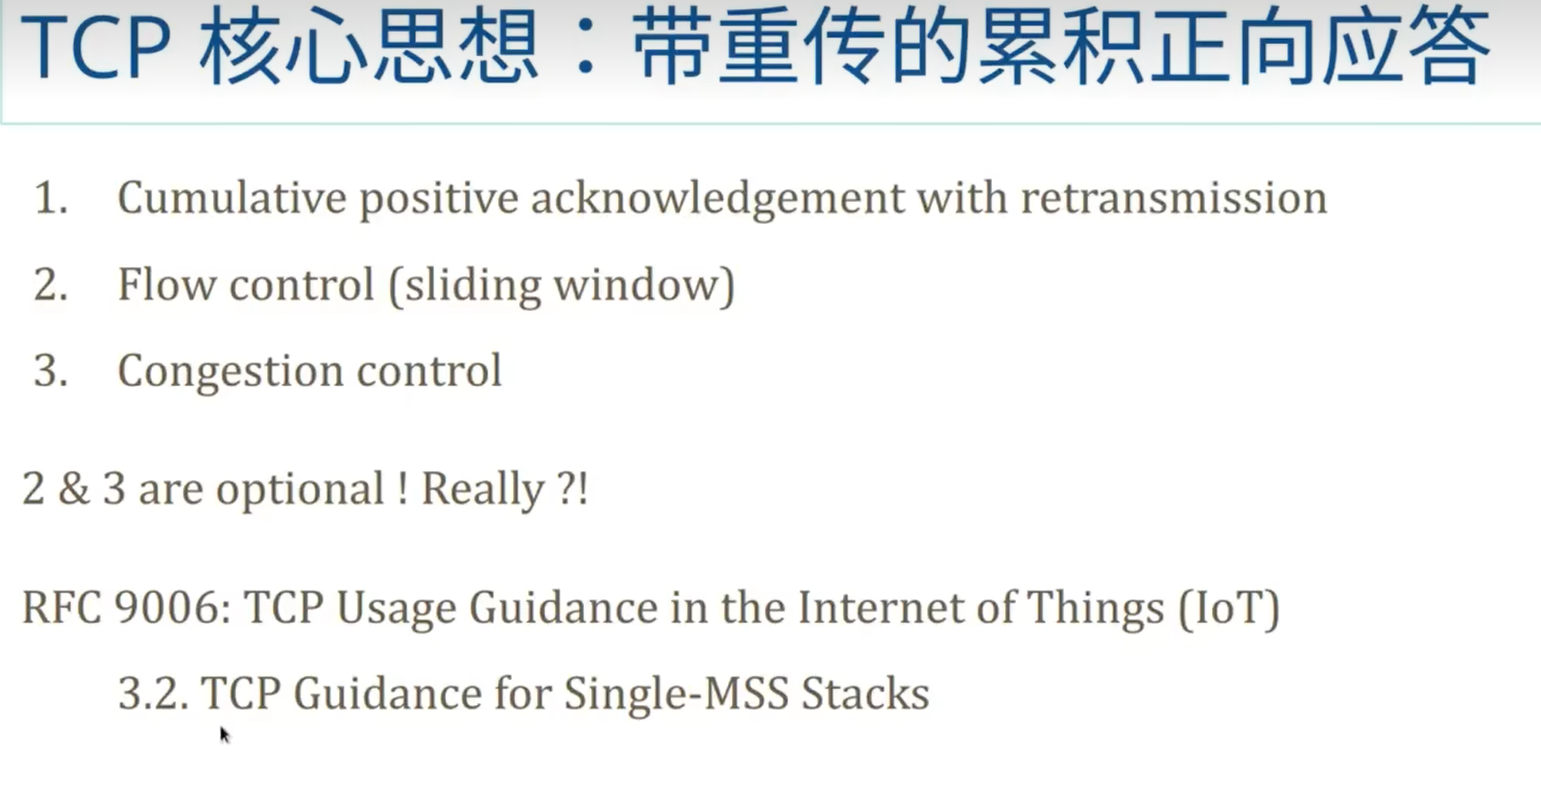 TCP 核心思想：带重传的累积正向应答
1. Cumulative positive acknowledgement with retransmission
2. Flow control (sliding window)
3. Congestion control
2 & 3 are optional ! Really ?!
RFC 9006: TCP Usage Guidance in the Internet of Things (IoT)
3.2. TCP Guidance for Single-MSS Stacks